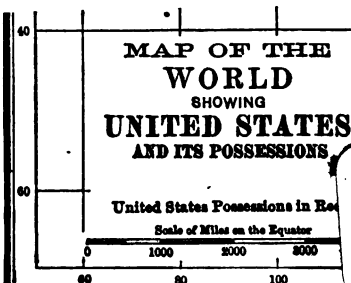 40
MAP OF THE
WORLD
SHOWING
UNITED STATES
AND ITS POSSESSIONS
60
United States Possessions in Re
Scale of Miles on the Equator
0 1000 2000 3000
60 80 100